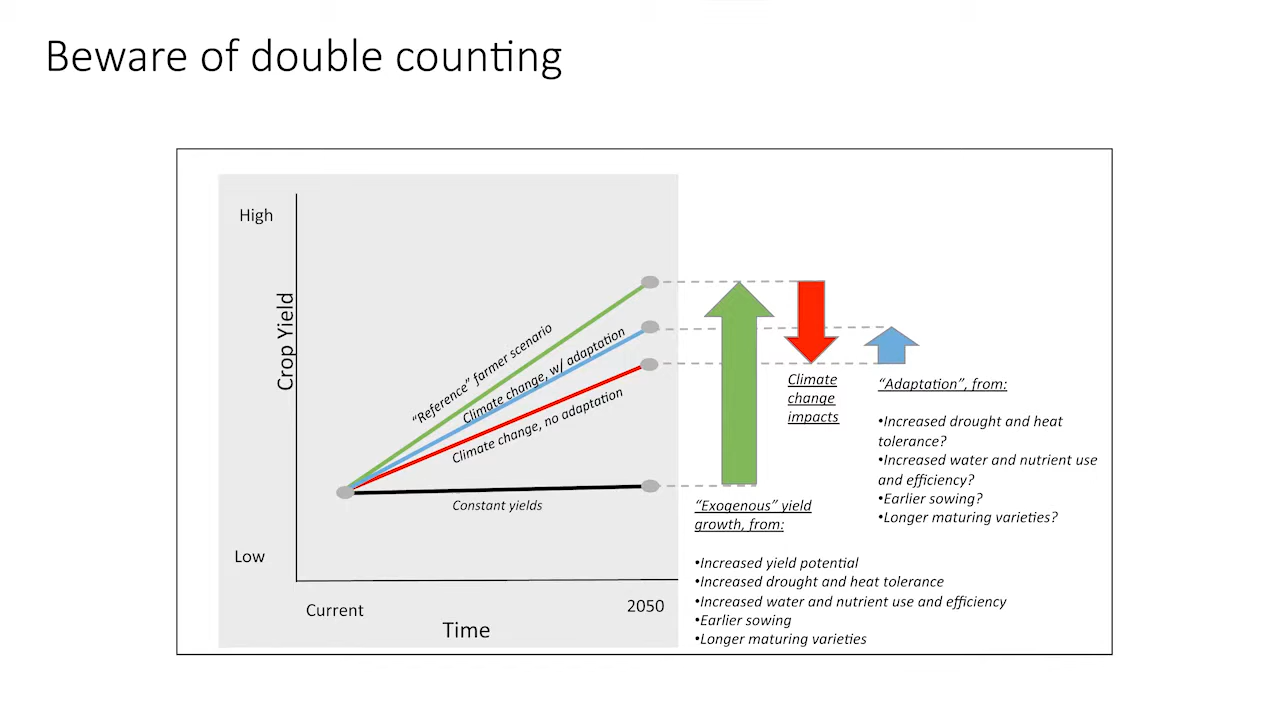 Beware of double counting
High
Crop Yield
Low
Current
2050
Time
"Reference" farmer scenario
Climate change, w/ adaptation
Climate change, no adaptation
Constant yields
"Exogenous" yield
growth, from:
•Increased yield potential
•Increased drought and heat tolerance
•Increased water and nutrient use and efficiency
•Earlier sowing
•Longer maturing varieties
Climate
change
impacts
"Adaptation", from:
•Increased drought and heat
tolerance?
•Increased water and nutrient use
and efficiency?
•Earlier sowing?
•Longer maturing varieties?